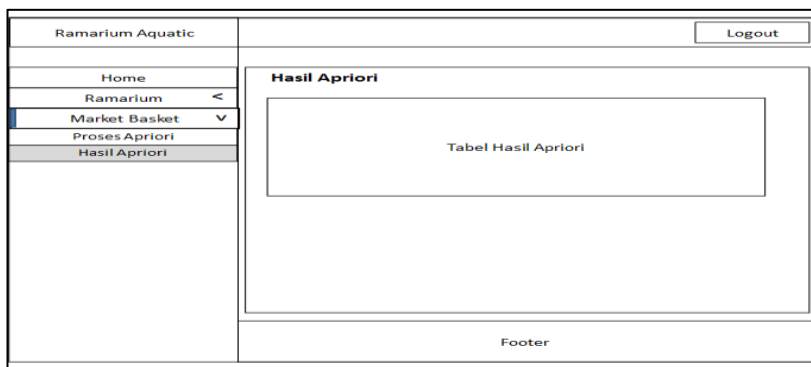 Ramarium Aquatic
Logout
Home
Ramarium <
Market Basket v
Proses Apriori
Hasil Apriori
Hasil Apriori
Tabel Hasil Apriori
Footer